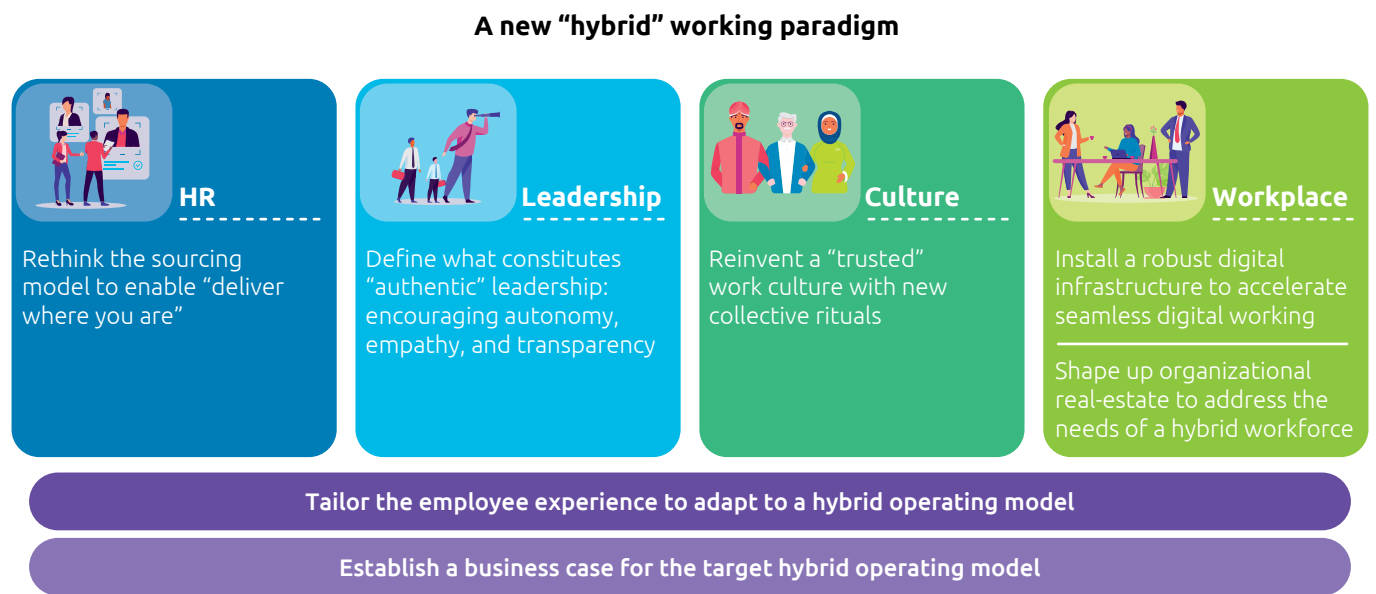 A new “hybrid” working paradigm
HR
Rethink the sourcing
model to enable “deliver
where you are”
Leadership
Define what constitutes
“authentic” leadership:
encouraging autonomy,
empathy, and transparency
Culture
Reinvent a “trusted”
work culture with new
collective rituals
Workplace
Install a robust digital
infrastructure to accelerate
seamless digital working
Shape up organizational
real-estate to address the
needs of a hybrid workforce
Tailor the employee experience to adapt to a hybrid operating model
Establish a business case for the target hybrid operating model